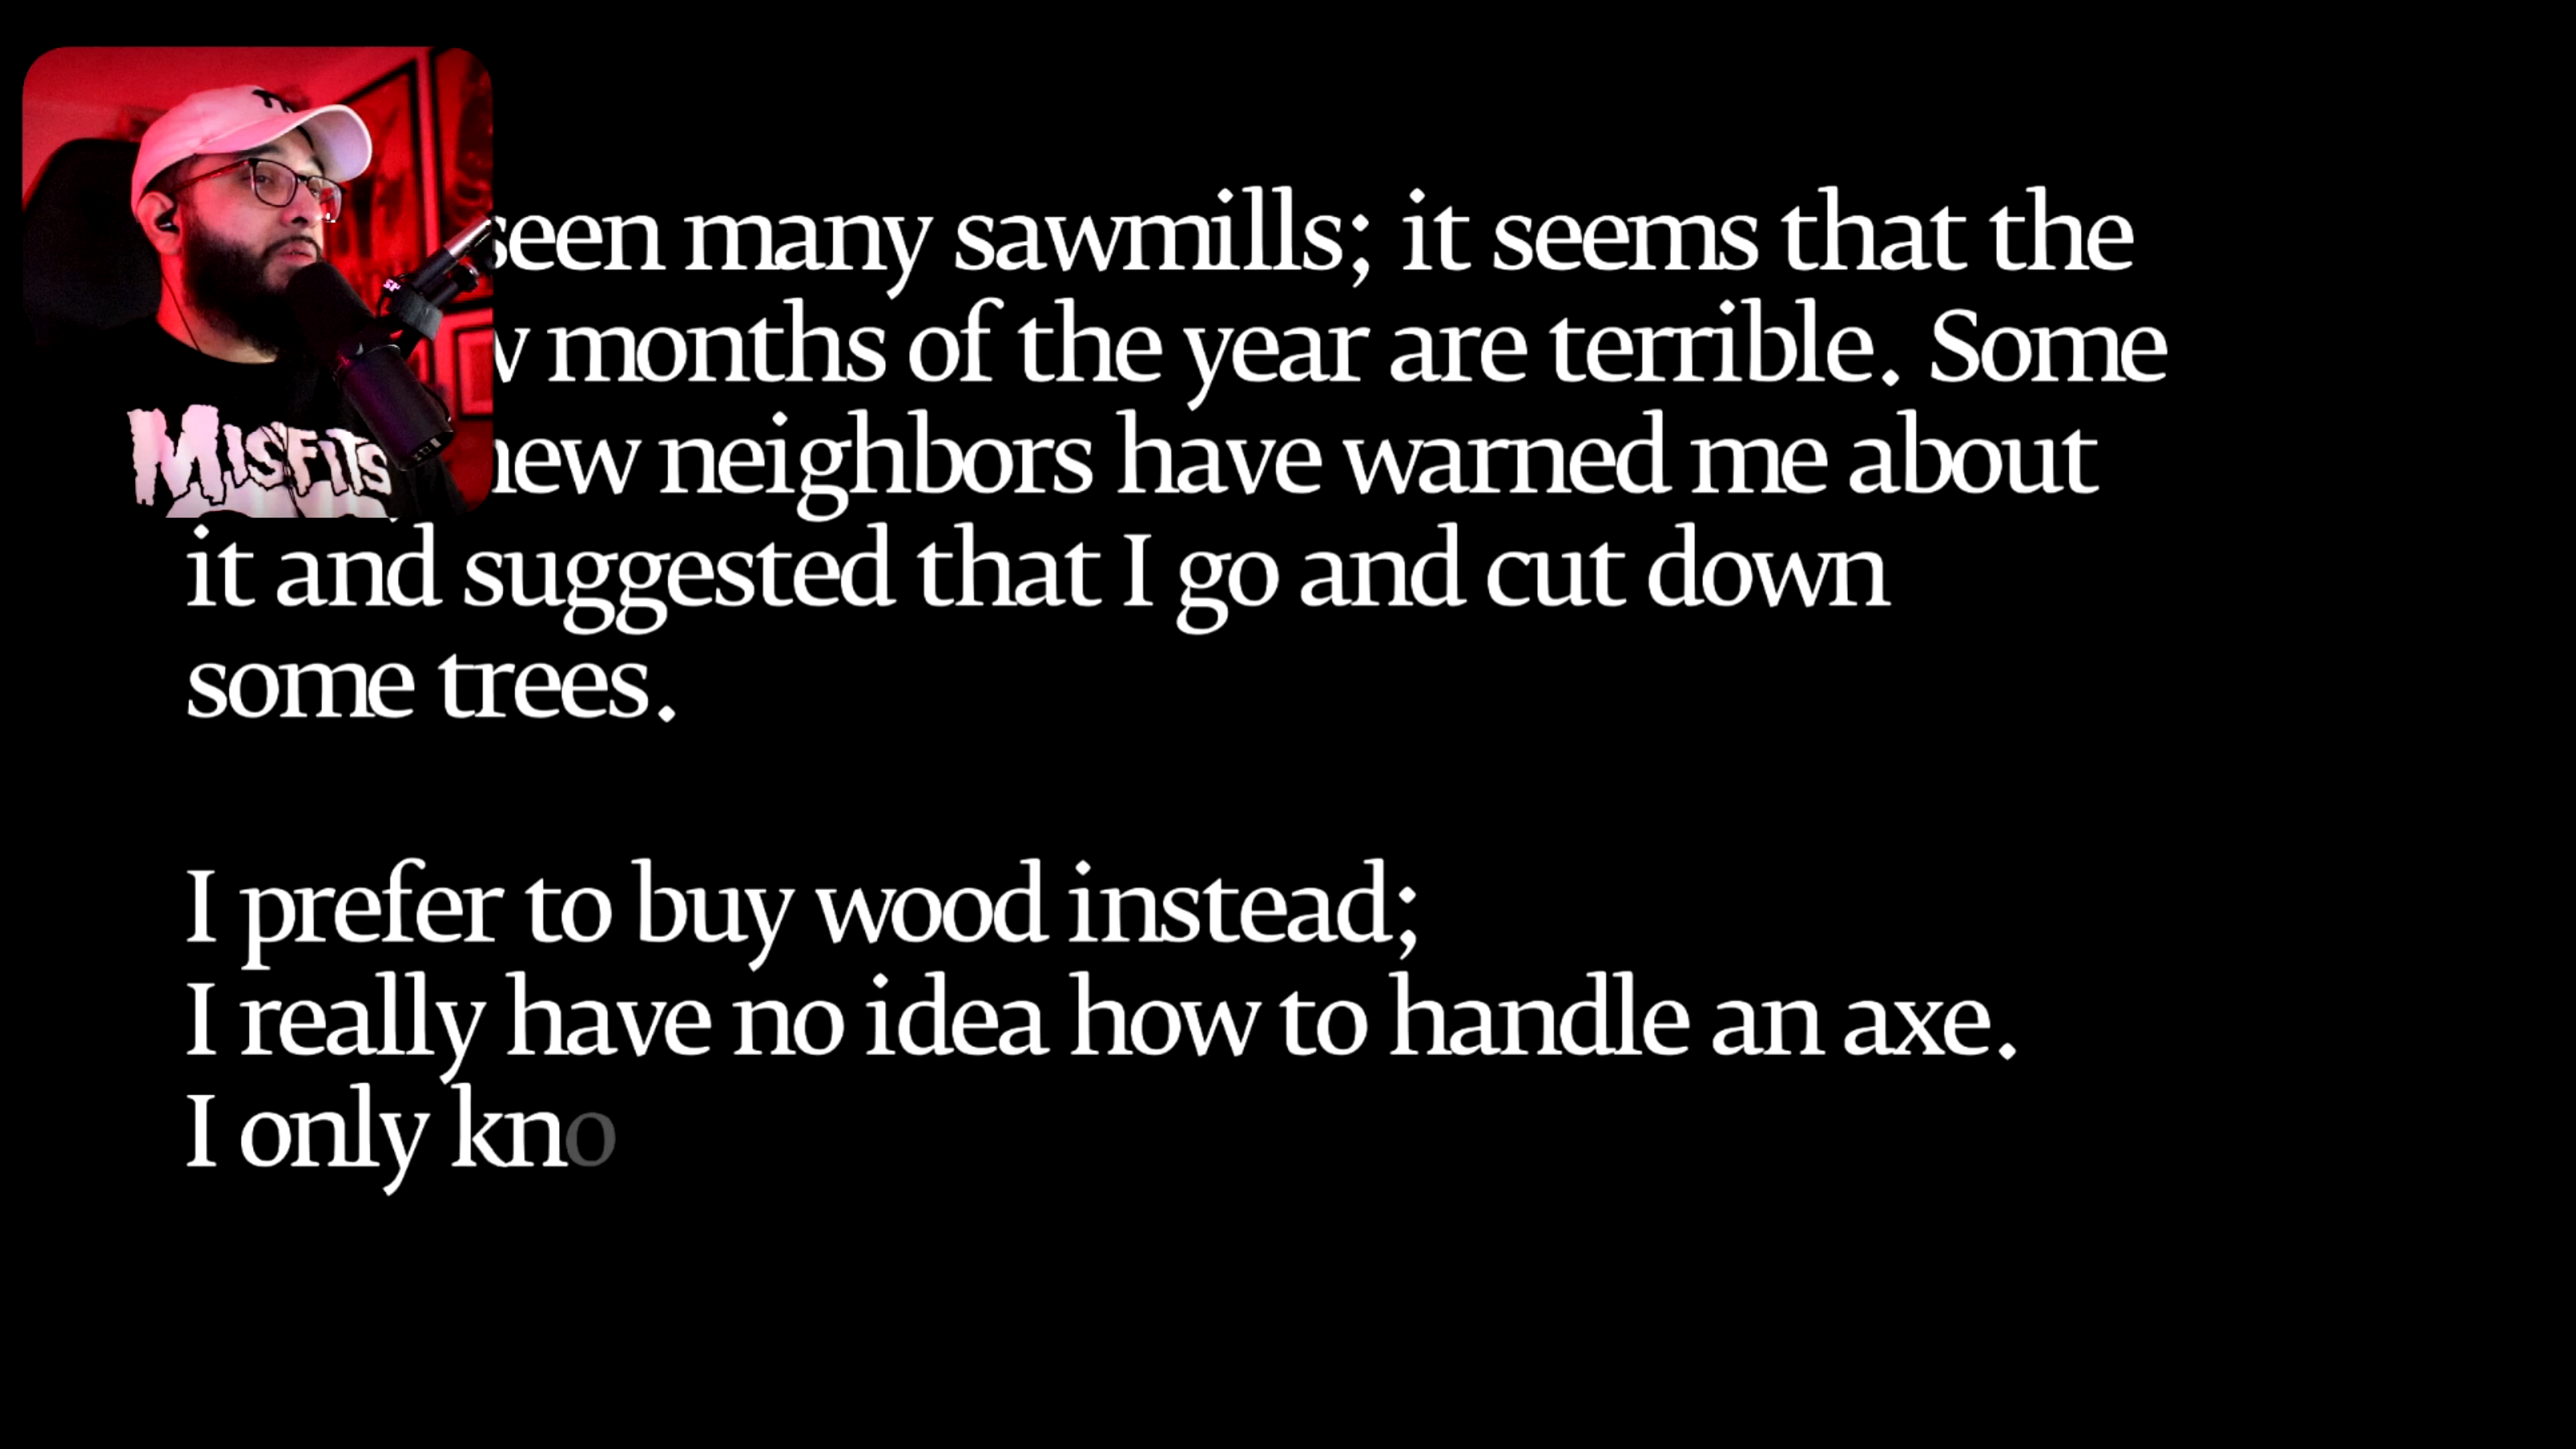 seen many sawmills; it seems that the
months of the year are terrible. Some
new neighbors have warned me about
it and suggested that I go and cut down
some trees.
I prefer to buy wood instead;
I really have no idea how to handle an axe.
I only kno
MISFITS